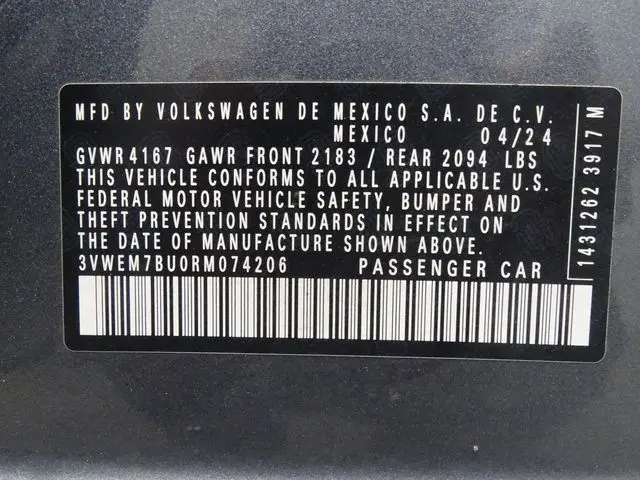 MFD BY VOLKSWAGEN DE MEXICO S.A. DE C.V.
MEXICO 04/24
GVWR 4167 GAWR FRONT 2183 / REAR 2094 LBS
THIS VEHICLE CONFORMS TO ALL APPLICABLE U.S.
FEDERAL MOTOR VEHICLE SAFETY, BUMPER AND
THEFT PREVENTION STANDARDS IN EFFECT ON
THE DATE OF MANUFACTURE SHOWN ABOVE.
3VWEM7BU0RM074206 PASSENGER CAR
1431262 3917 M